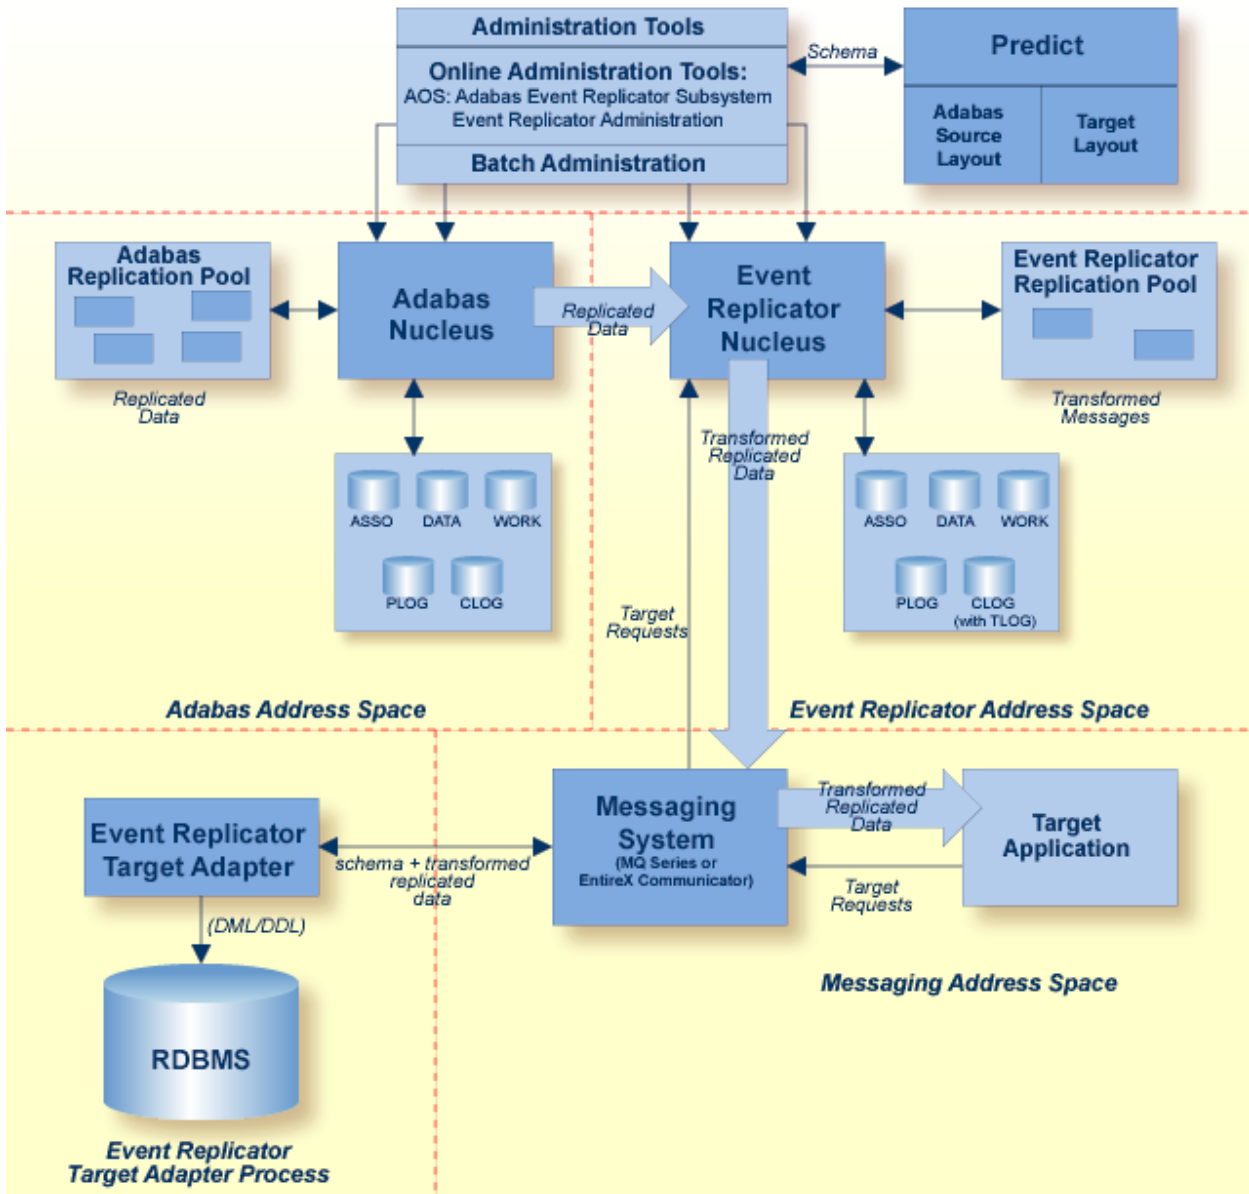 Administration Tools
Online Administration Tools:
AOS: Adabas Event Replicator Subsystem
Event Replicator Administration
Batch Administration
Schema
Predict
Adabas
Source
Layout
Target
Layout
Adabas
Replication Pool
Replicated
Data
Adabas
Nucleus
Replicated
Data
Event
Replicator
Nucleus
Event Replicator
Replication Pool
Transformed
Messages
Transformed
Replicated
Data
ASSO
DATA
WORK
PLOG
CLOG
ASSO
DATA
WORK
PLOG
CLOG
(with TLOG)
Target
Requests
Adabas Address Space
Event Replicator Address Space
Event Replicator
Target Adapter
schema + transformed
replicated
data
Messaging
System
(MQ Series or
EntireX Communicator)
Transformed
Replicated
Data
Target
Application
Target
Requests
(DML/DDL)
RDBMS
Messaging Address Space
Event Replicator
Target Adapter Process